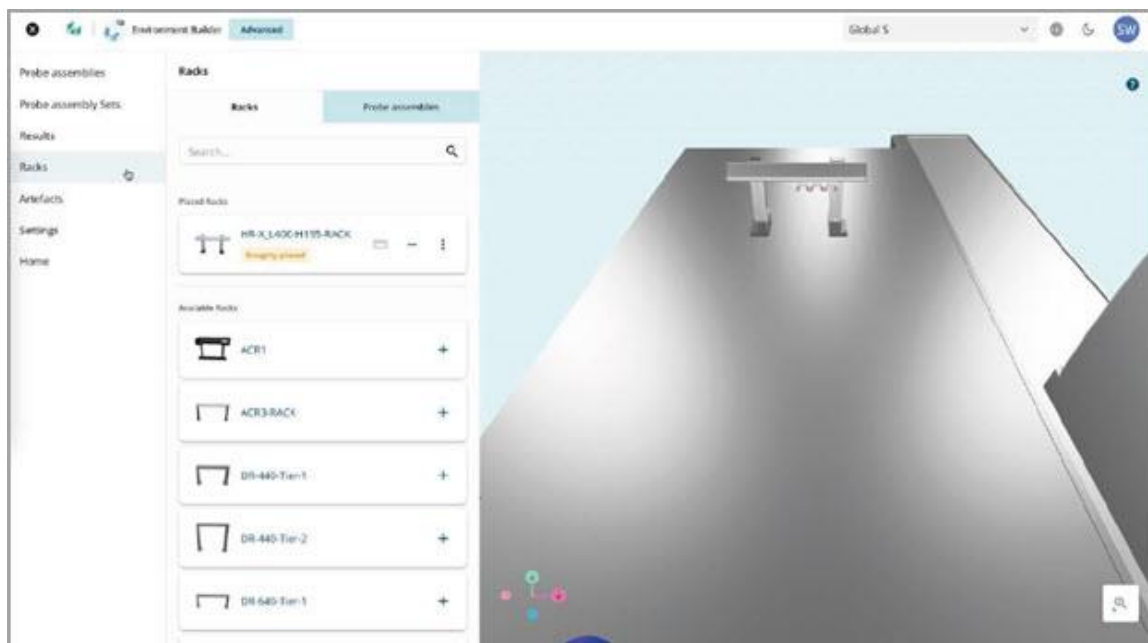 Environment Builder Advanced Global S SW
Probe assemblies
Probe assembly Sets
Results
Racks
Artefacts
Settings
Home
Racks
Racks Probe assemblies
Search...
Placed Racks
HR-X_L400-H195-RACK
Roughly placed
Available Racks
ACR1
ACR3-RACK
DR-440-Tier-1
DR-440-Tier-2
DR-640-Tier-1